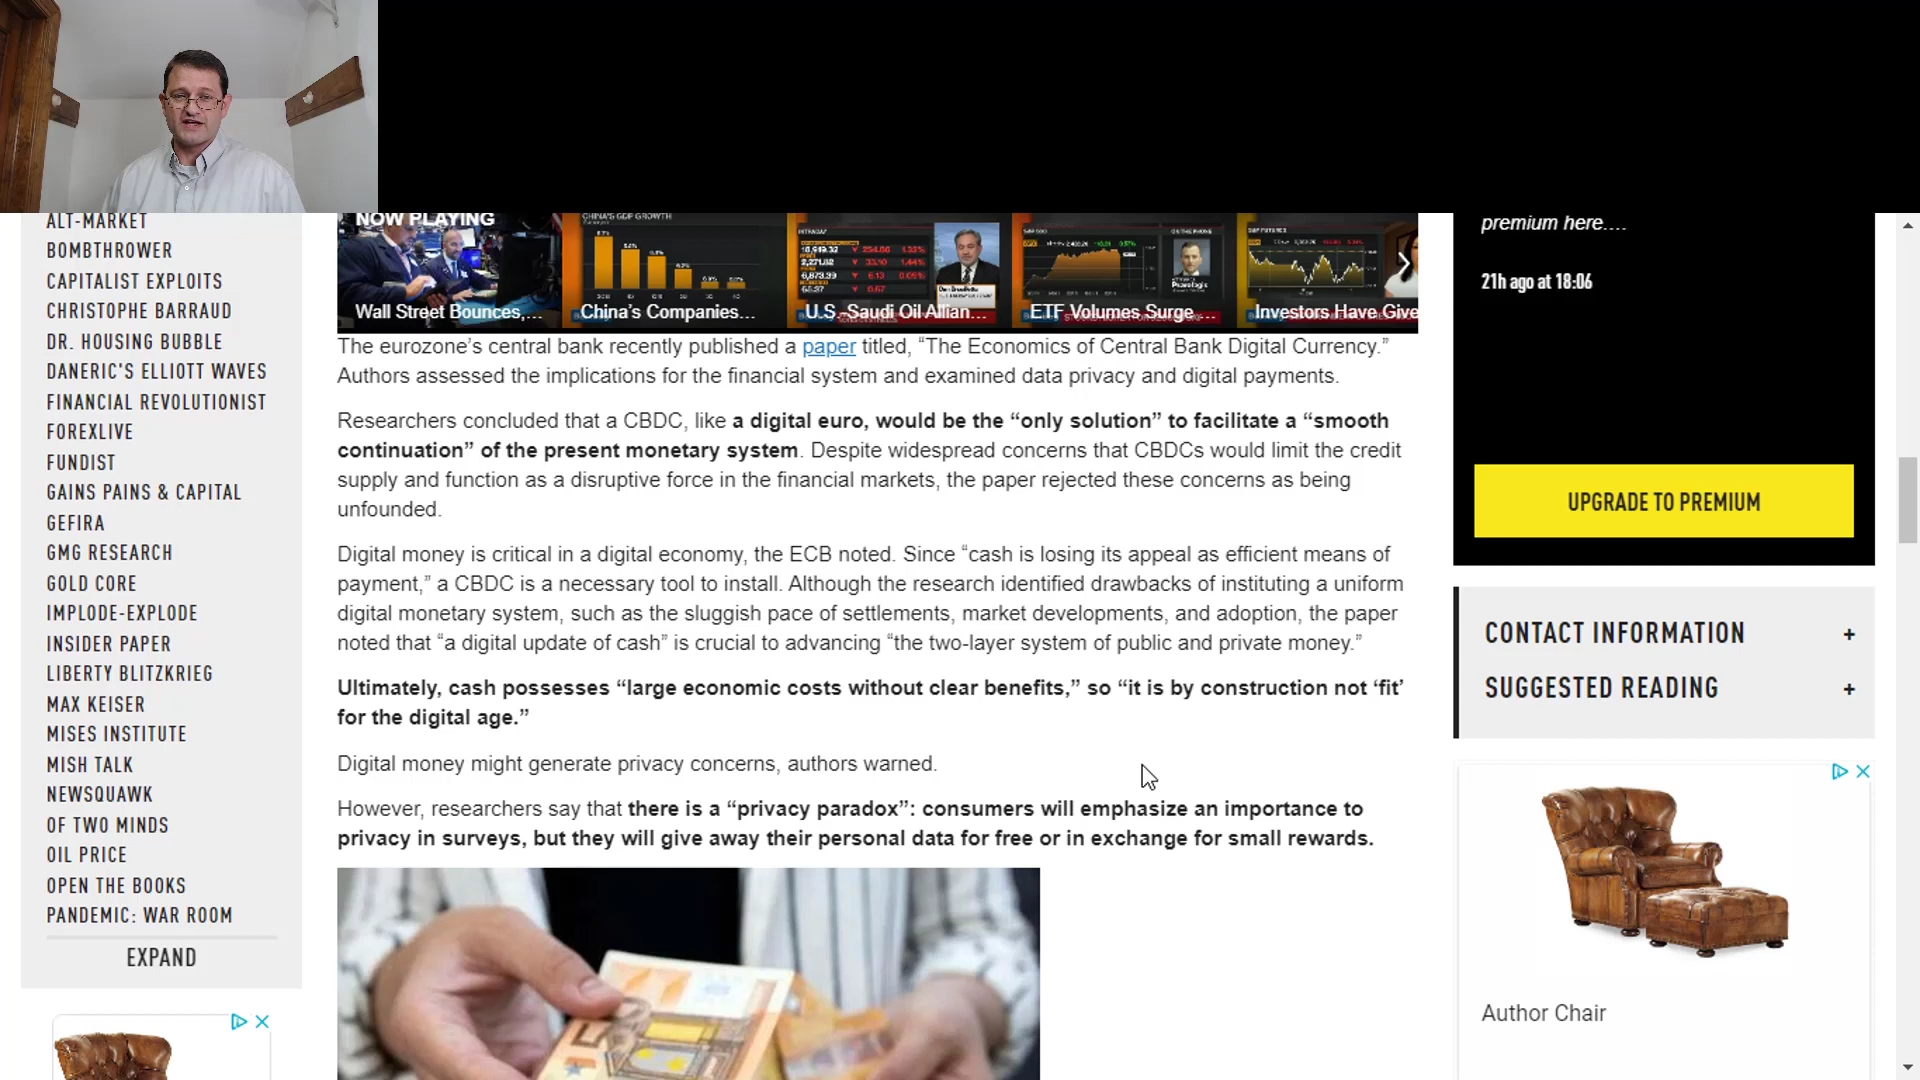 ALT-MARKET
BOMBTHROWER
CAPITALIST EXPLOITS
CHRISTOPHE BARRAUD
DR. HOUSING BUBBLE
DANERIC'S ELLIOTT WAVES
FINANCIAL REVOLUTIONIST
FOREXLIVE
FUNDIST
GAINS PAINS & CAPITAL
GEFIRA
GMG RESEARCH
GOLD CORE
IMPLODE-EXPLODE
INSIDER PAPER
LIBERTY BLITZKRIEG
MAX KEISER
MISES INSTITUTE
MISH TALK
NEWSQUAWK
OF TWO MINDS
OIL PRICE
OPEN THE BOOKS
PANDEMIC: WAR ROOM
EXPAND
NOW PLAYING
Wall Street Bounces,...
CHINA'S GDP GROWTH
China's Companies...
INTRADAY
U.S.-Saudi Oil Allian...
ON THE PHONE
ETF Volumes Surge ...
S&P FUTURES
Investors Have Give
The eurozone’s central bank recently published a paper titled, “The Economics of Central Bank Digital Currency.”
Authors assessed the implications for the financial system and examined data privacy and digital payments.
Researchers concluded that a CBDC, like a digital euro, would be the “only solution” to facilitate a “smooth
continuation” of the present monetary system. Despite widespread concerns that CBDCs would limit the credit
supply and function as a disruptive force in the financial markets, the paper rejected these concerns as being
unfounded.
Digital money is critical in a digital economy, the ECB noted. Since “cash is losing its appeal as efficient means of
payment,” a CBDC is a necessary tool to install. Although the research identified drawbacks of instituting a uniform
digital monetary system, such as the sluggish pace of settlements, market developments, and adoption, the paper
noted that “a digital update of cash” is crucial to advancing “the two-layer system of public and private money.”
Ultimately, cash possesses “large economic costs without clear benefits,” so “it is by construction not ‘fit’
for the digital age.”
Digital money might generate privacy concerns, authors warned.
However, researchers say that there is a “privacy paradox”: consumers will emphasize an importance to
privacy in surveys, but they will give away their personal data for free or in exchange for small rewards.
premium here....
21h ago at 18:06
UPGRADE TO PREMIUM
CONTACT INFORMATION +
SUGGESTED READING +
Author Chair